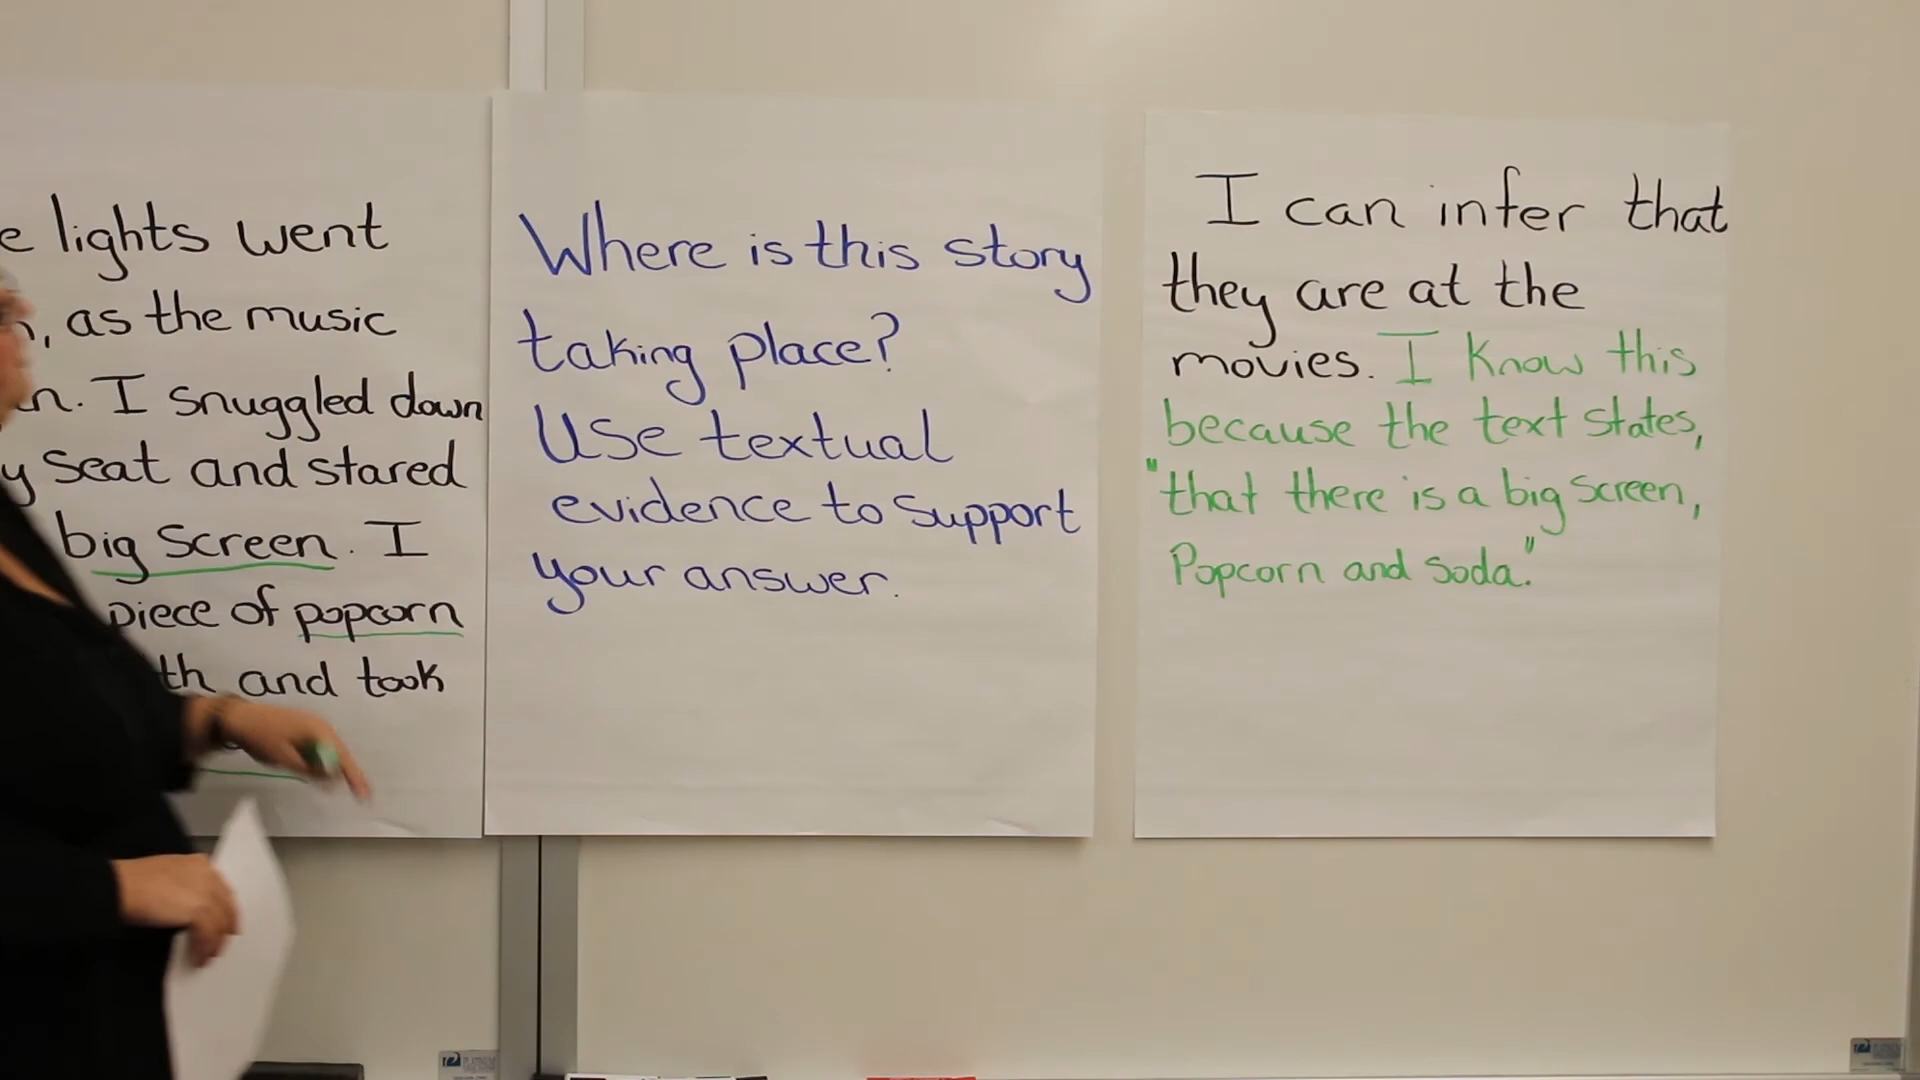 lights went
as the music
I snuggled down
seat and stared
big screen. I
piece of popcorn
and took
Where is this story
taking place?
Use textual
evidence to support
your answer.
I can infer that
they are at the
movies. I know this
because the text states,
"that there is a big screen,
Popcorn and soda."